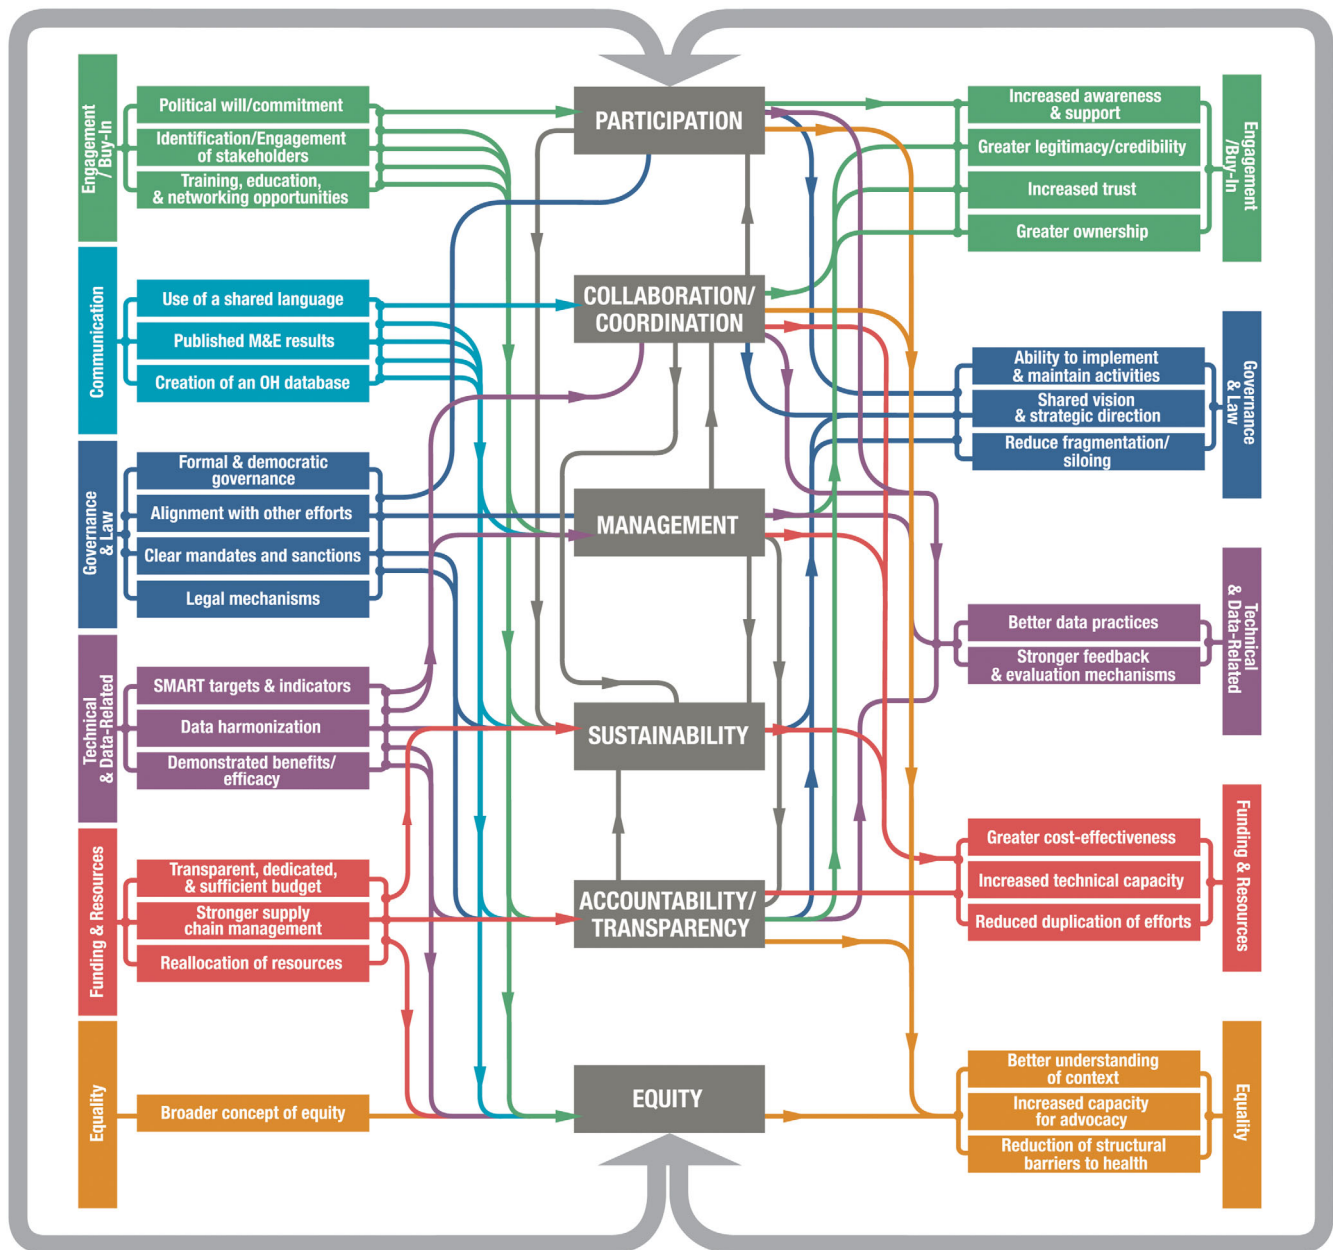 Engagement
/ Buy-In
Political will/commitment
Identification/Engagement
of stakeholders
Training, education,
& networking opportunities
Communication
Use of a shared language
Published M&E results
Creation of an OH database
Governance
& Law
Formal & democratic
governance
Alignment with other efforts
Clear mandates and sanctions
Legal mechanisms
Technical
& Data-Related
SMART targets & indicators
Data harmonization
Demonstrated benefits/
efficacy
Funding & Resources
Transparent, dedicated,
& sufficient budget
Stronger supply
chain management
Reallocation of resources
Equality
Broader concept of equity
PARTICIPATION
COLLABORATION/
COORDINATION
MANAGEMENT
SUSTAINABILITY
ACCOUNTABILITY/
TRANSPARENCY
EQUITY
Increased awareness
& support
Greater legitimacy/credibility
Increased trust
Greater ownership
Engagement
/Buy-In
Ability to implement
& maintain activities
Shared vision
& strategic direction
Reduce fragmentation/
siloing
Governance
& Law
Better data practices
Stronger feedback
& evaluation mechanisms
Technical
& Data-Related
Greater cost-effectiveness
Increased technical capacity
Reduced duplication of efforts
Funding & Resources
Better understanding
of context
Increased capacity
for advocacy
Reduction of structural
barriers to health
Equality